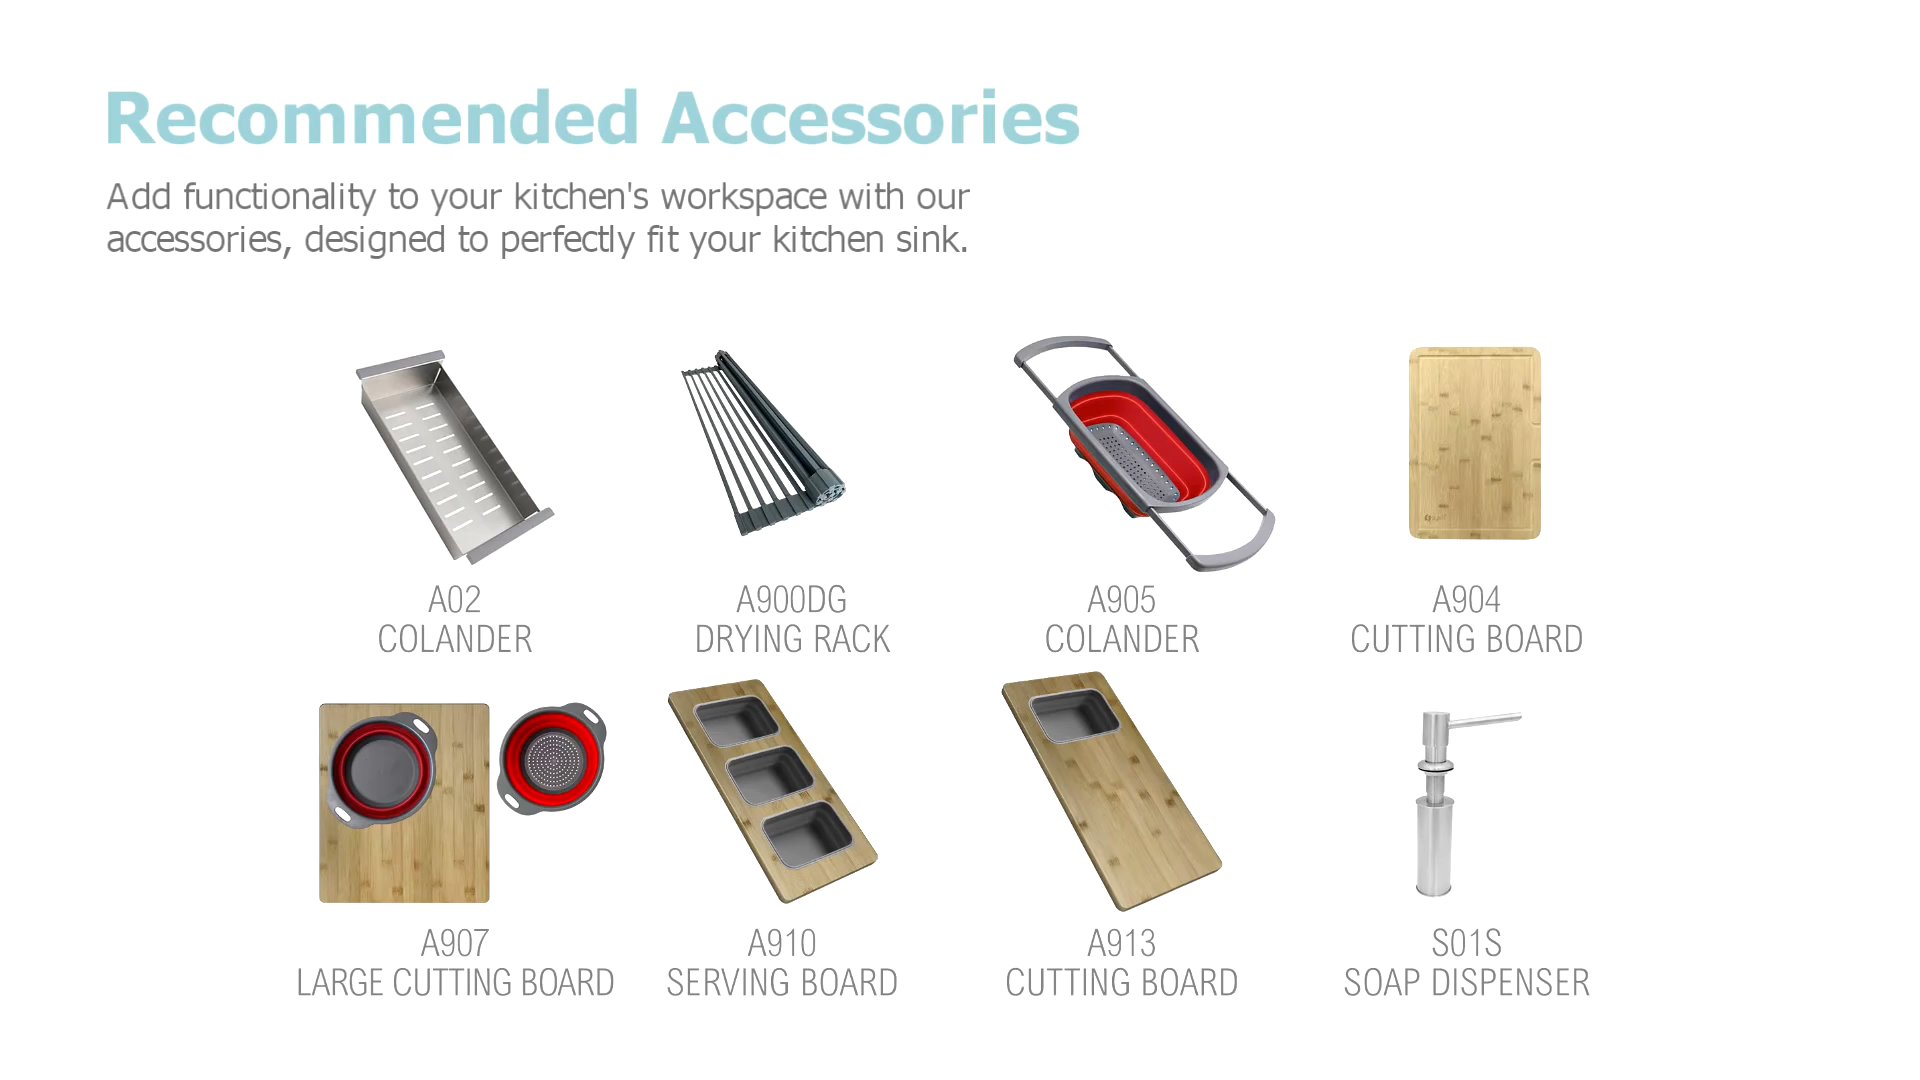 Recommended Accessories
Add functionality to your kitchen's workspace with our
accessories, designed to perfectly fit your kitchen sink.
A02
COLANDER
A900DG
DRYING RACK
A905
COLANDER
A904
CUTTING BOARD
A907
LARGE CUTTING BOARD
A910
SERVING BOARD
A913
CUTTING BOARD
S01S
SOAP DISPENSER